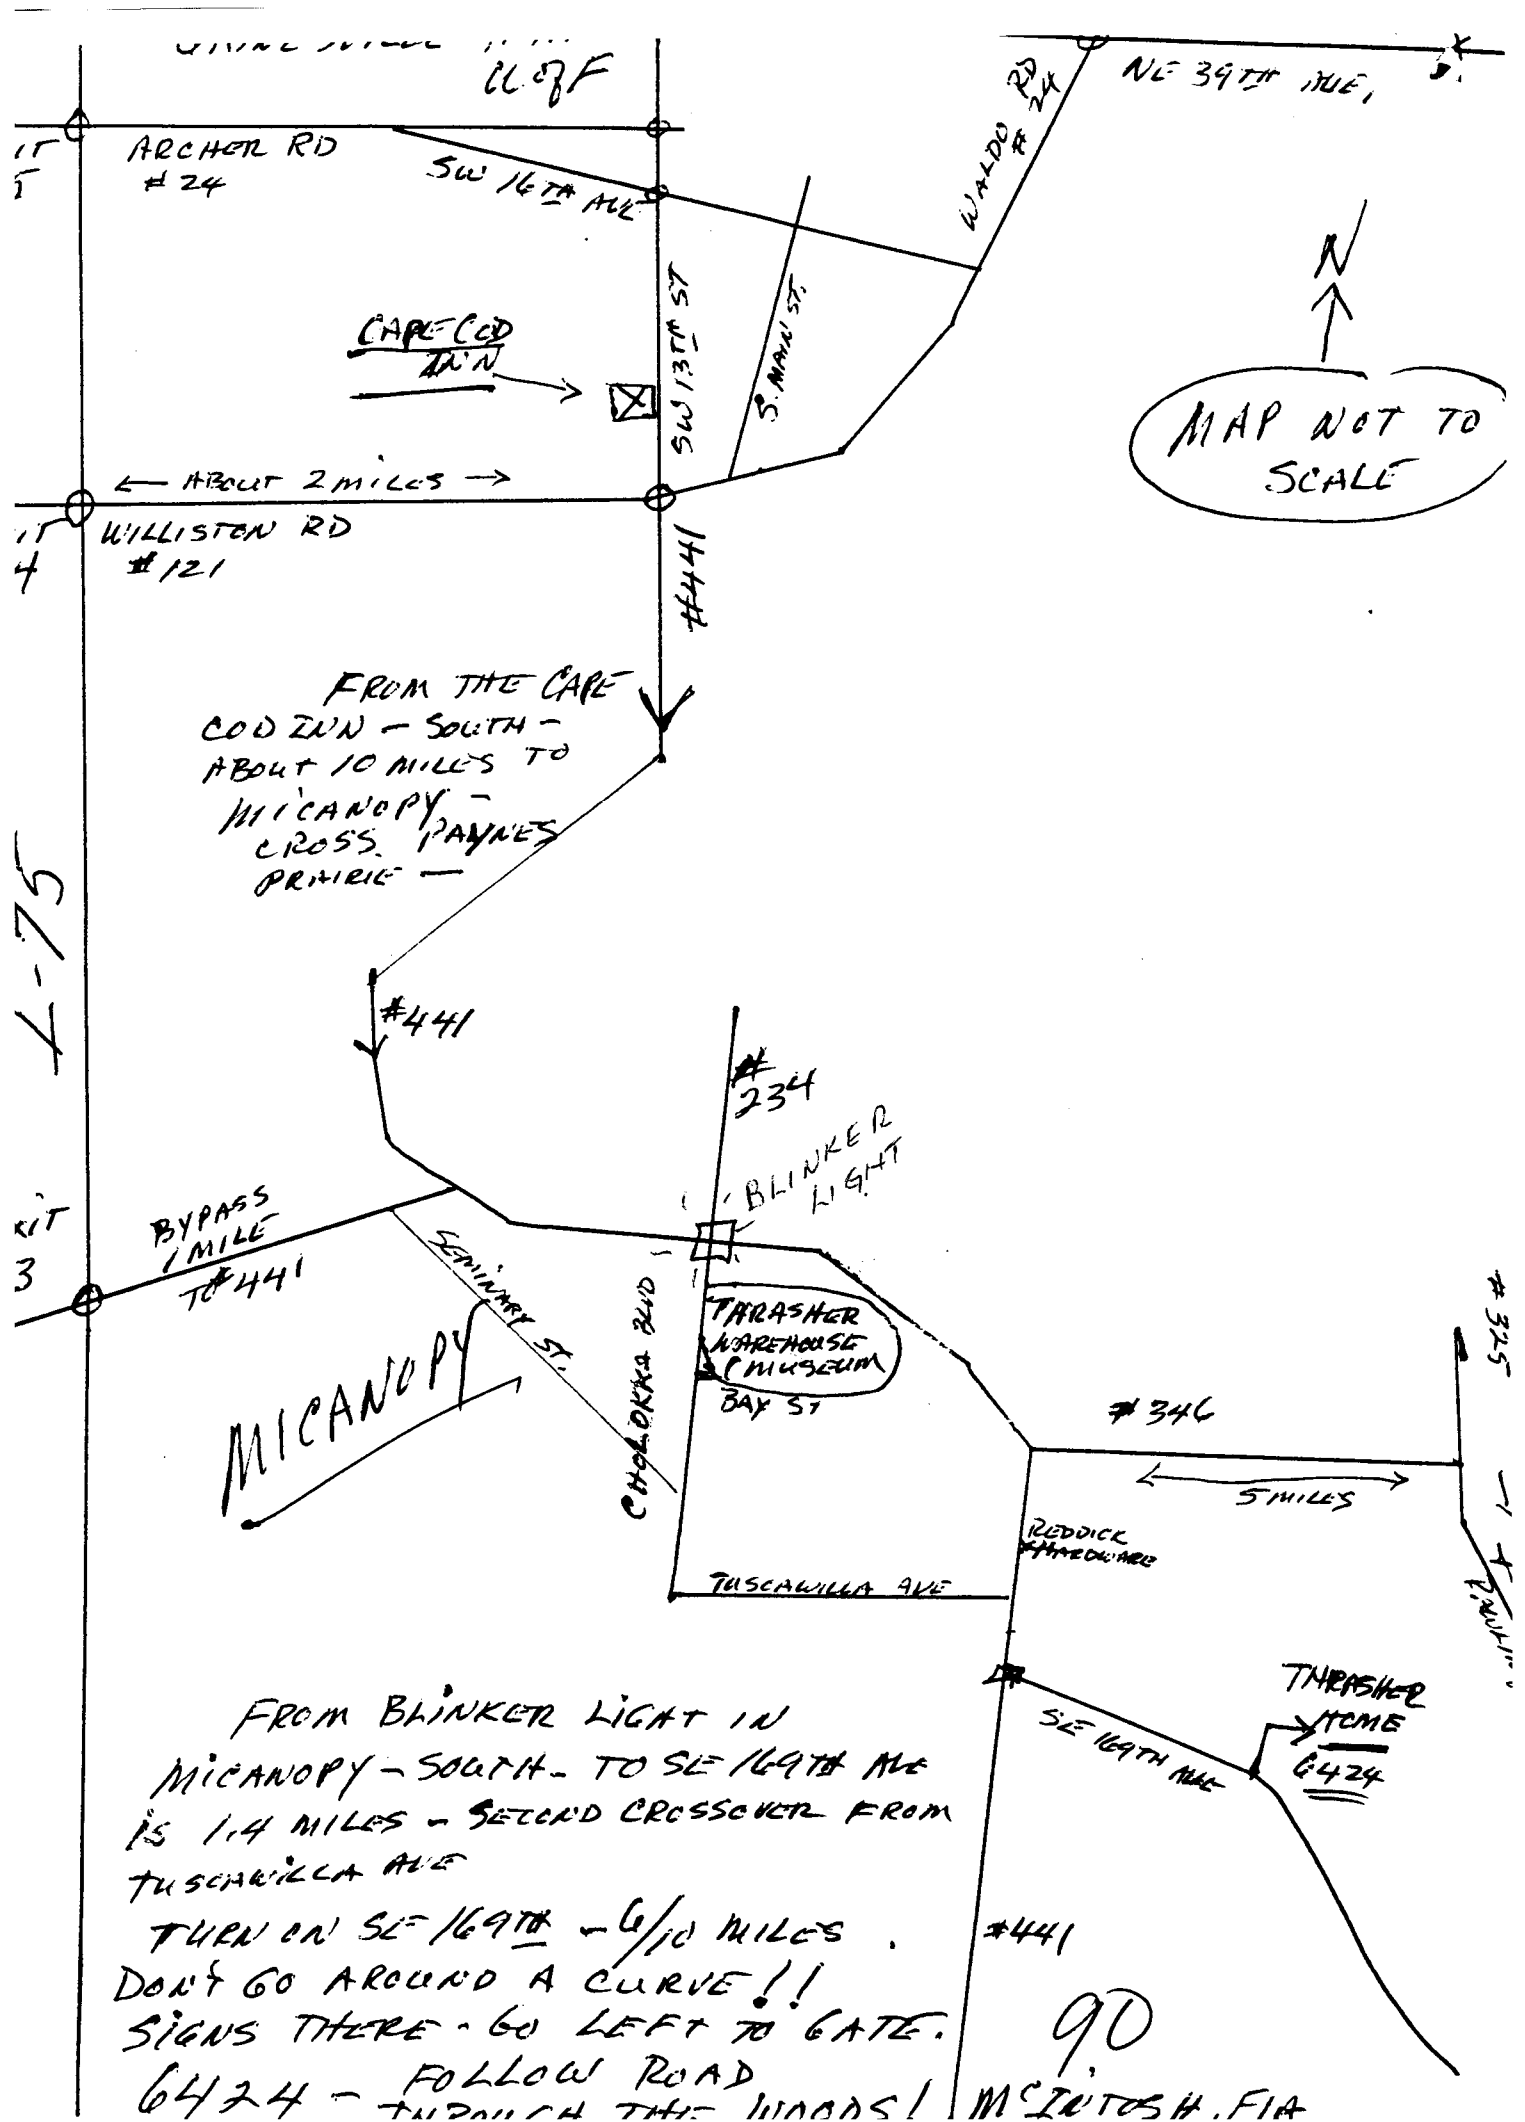 U OF F
NE 39TH AVE.
RD
# 24
WALDO
ARCHER RD
# 24
SW 16TH AVE
CAPE COD
INN
SW 13TH ST
S. MAIN ST.
N
MAP NOT TO
SCALE
← ABOUT 2 MILES →
WILLISTON RD
# 121
4
#441
FROM THE CAPE
COD INN - SOUTH -
ABOUT 10 MILES TO
MICANOPY -
CROSS PAYNES
PRAIRIE -
I-75
#441
#
234
BLINKER
LIGHT
BYPASS
1 MILE
TO #441
3
SEMINARY ST.
MICANOPY
CHOLOKKA BLVD
THRASHER
WAREHOUSE
MUSEUM
BAY ST
# 325
# 346
5 MILES
REDDICK
HARDWARE
TUSCAWILLA AVE
SE 169TH AVE
THRASHER
HOME
6424
FROM BLINKER LIGHT IN
MICANOPY - SOUTH - TO SE 169TH AVE
IS 1.4 MILES - SECOND CROSSOVER FROM
TUSCAWILLA AVE
TURN ON SE 169TH - 6/10 MILES.
DON'T GO AROUND A CURVE!!
SIGNS THERE - GO LEFT TO GATE.
6424 - FOLLOW ROAD
THROUGH THE WOODS!
#441
90
McINTOSH, FLA